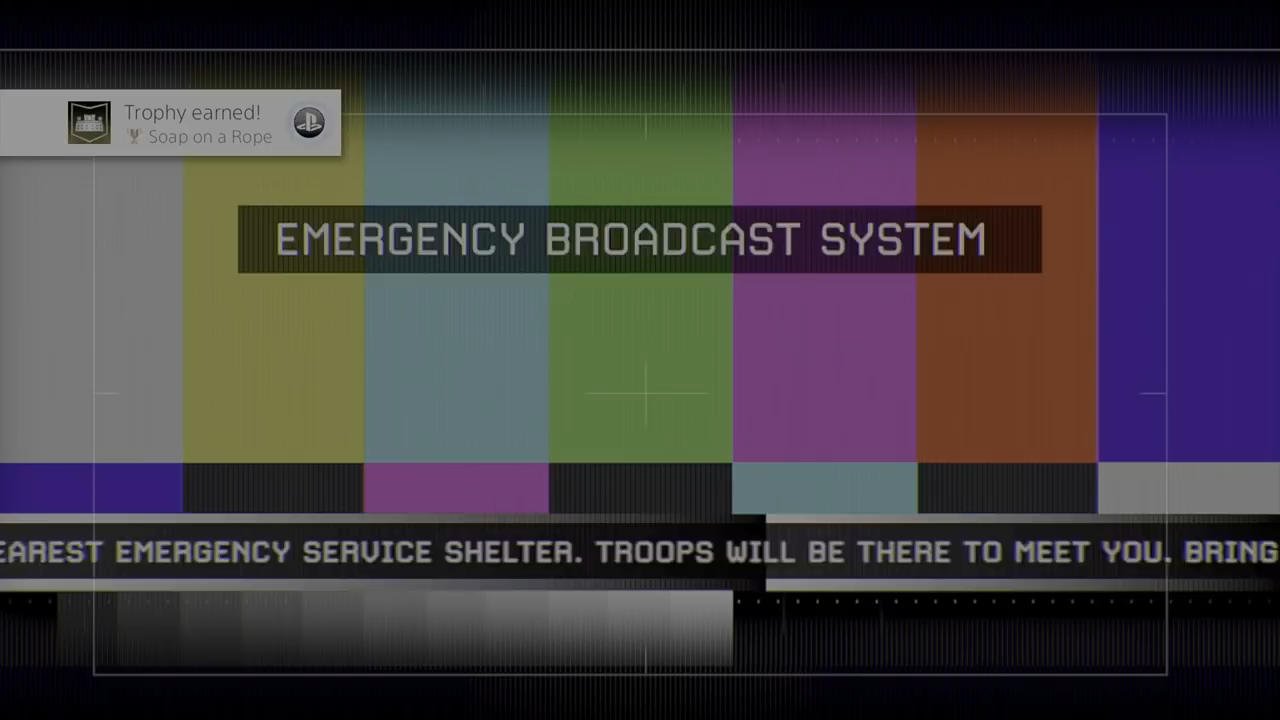 Trophy earned!
Soap on a Rope
EMERGENCY BROADCAST SYSTEM
EAREST EMERGENCY SERVICE SHELTER. TROOPS WILL BE THERE TO MEET YOU. BRING